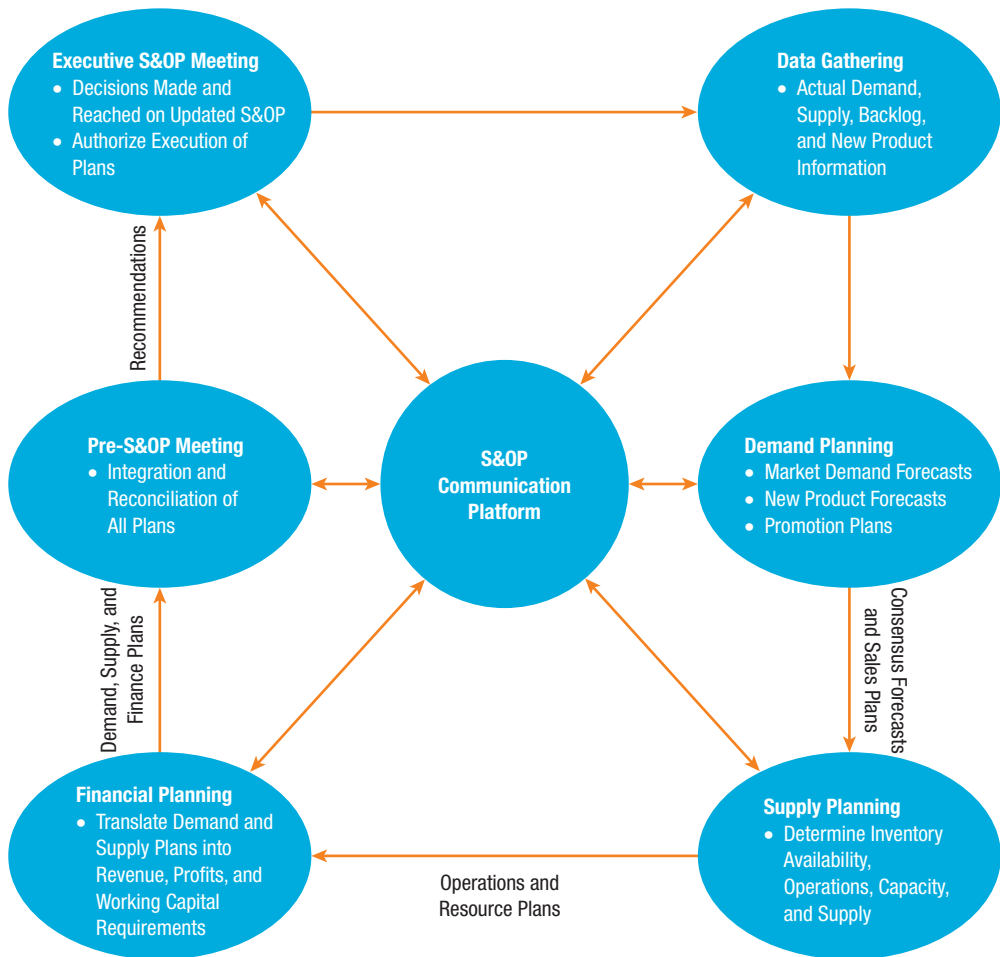 Executive S&OP Meeting
• Decisions Made and
Reached on Updated S&OP
• Authorize Execution of
Plans
Data Gathering
• Actual Demand,
Supply, Backlog,
and New Product
Information
Recommendations
Pre-S&OP Meeting
• Integration and
Reconciliation of
All Plans
S&OP
Communication
Platform
Demand Planning
• Market Demand Forecasts
• New Product Forecasts
• Promotion Plans
Demand, Supply, and
Finance Plans
Consensus Forecasts
and Sales Plans
Financial Planning
• Translate Demand and
Supply Plans into
Revenue, Profits, and
Working Capital
Requirements
Operations and
Resource Plans
Supply Planning
• Determine Inventory
Availability,
Operations, Capacity,
and Supply